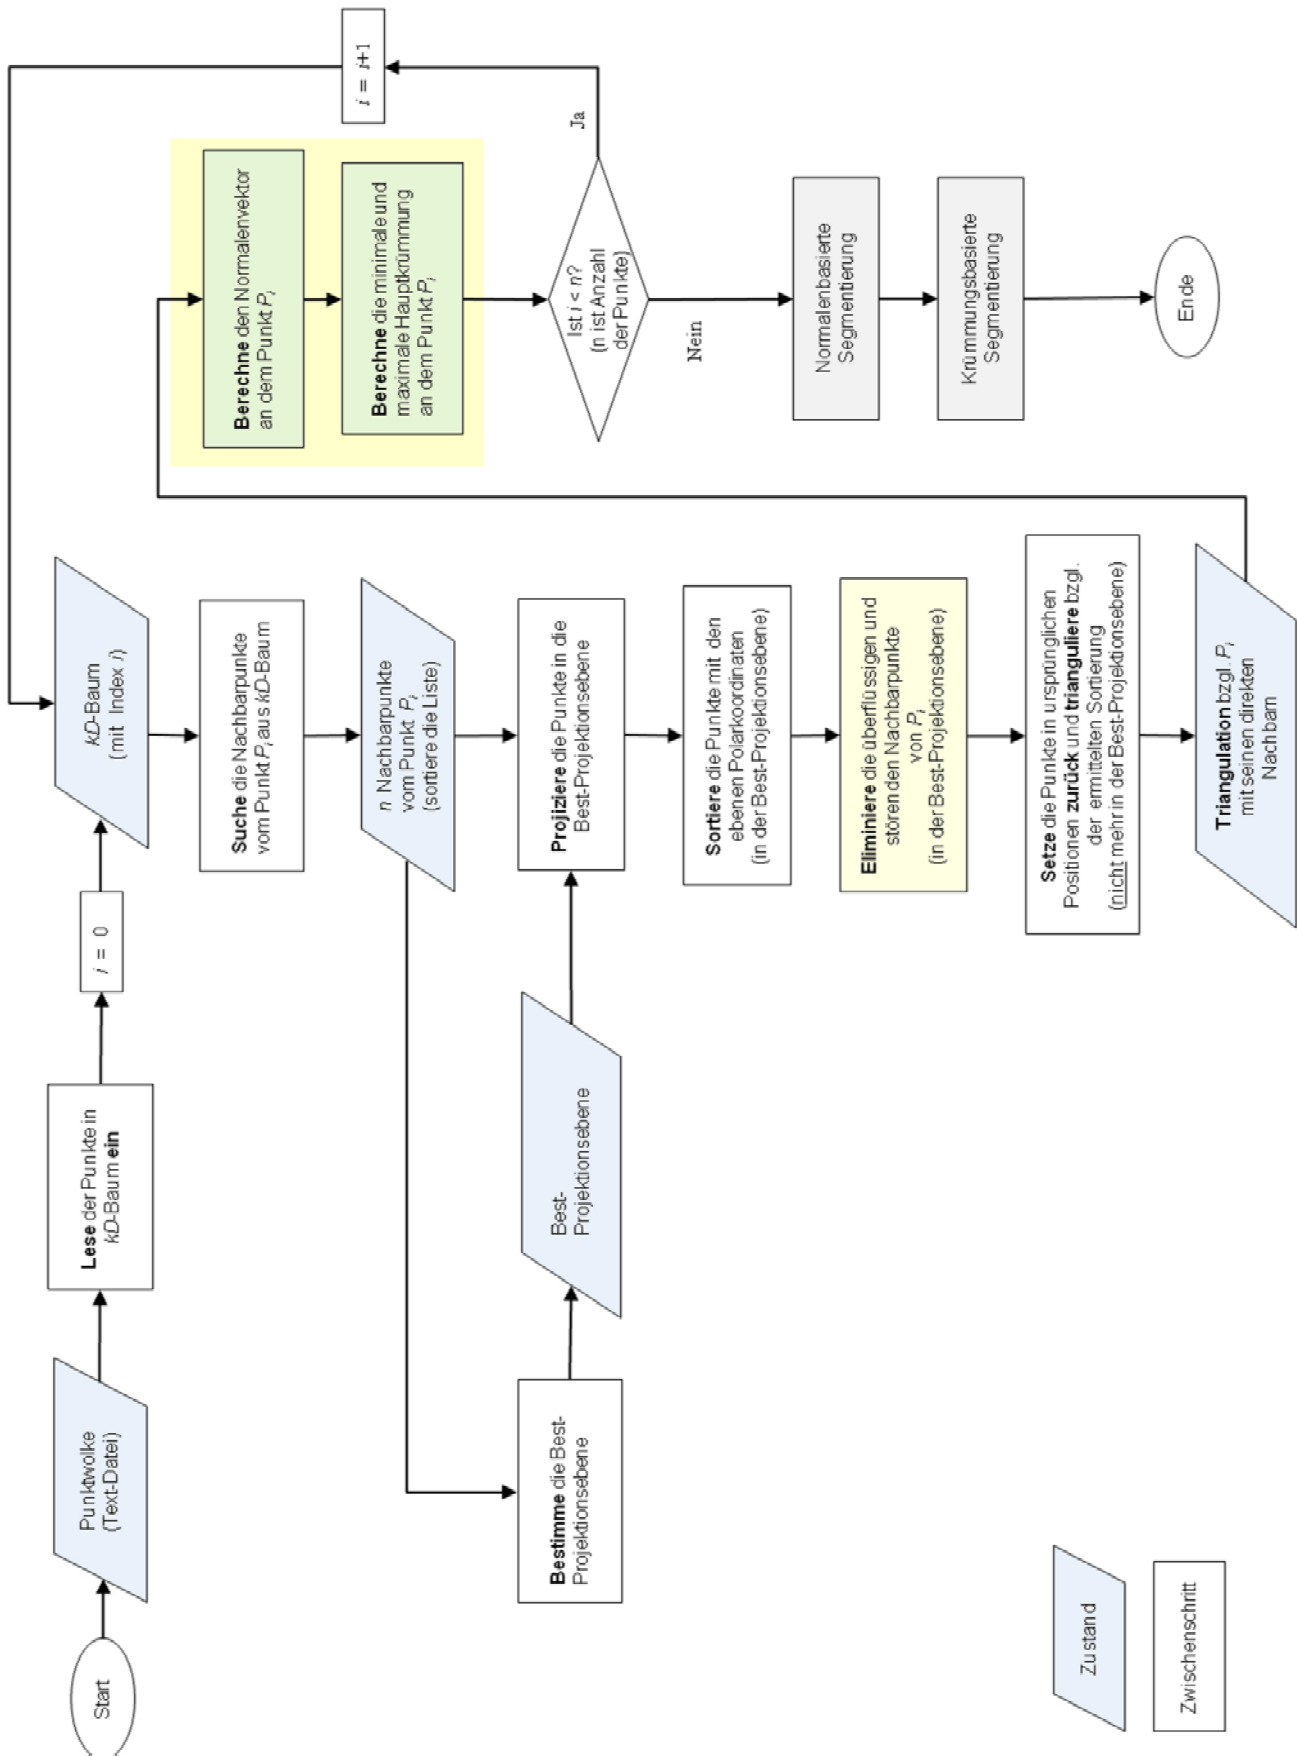 Start
Punktwolke
(Text-Datei)
Lese der Punkte in
kD-Baum ein
i = 0
kD-Baum
(mit Index i)
Suche die Nachbarpunkte
vom Punkt Pi aus kD-Baum
n Nachbarpunkte
vom Punkt Pi
(sortiere die Liste)
Bestimme die Best-
Projektionsebene
Best-
Projektionsebene
Projiziere die Punkte in die
Best-Projektionsebene
Sortiere die Punkte mit den
ebenen Polarkoordinaten
(in der Best-Projektionsebene)
Eliminiere die überflüssigen und
störenden Nachbarpunkte
von Pi
(in der Best-Projektionsebene)
Setze die Punkte in ursprünglichen
Positionen zurück und trianguliere bzgl.
der ermittelten Sortierung
(nicht mehr in der Best-Projektionsebene)
Triangulation bzgl. Pi
mit seinen direkten
Nachbarn
Berechne den Normalenvektor
an dem Punkt Pi
Berechne die minimale und
maximale Hauptkrümmung
an dem Punkt Pi
Ist i < n?
(n ist Anzahl
der Punkte)
Ja
i = i+1
Nein
Normalenbasierte
Segmentierung
Krümmungsbasierte
Segmentierung
Ende
Zustand
Zwischenschritt